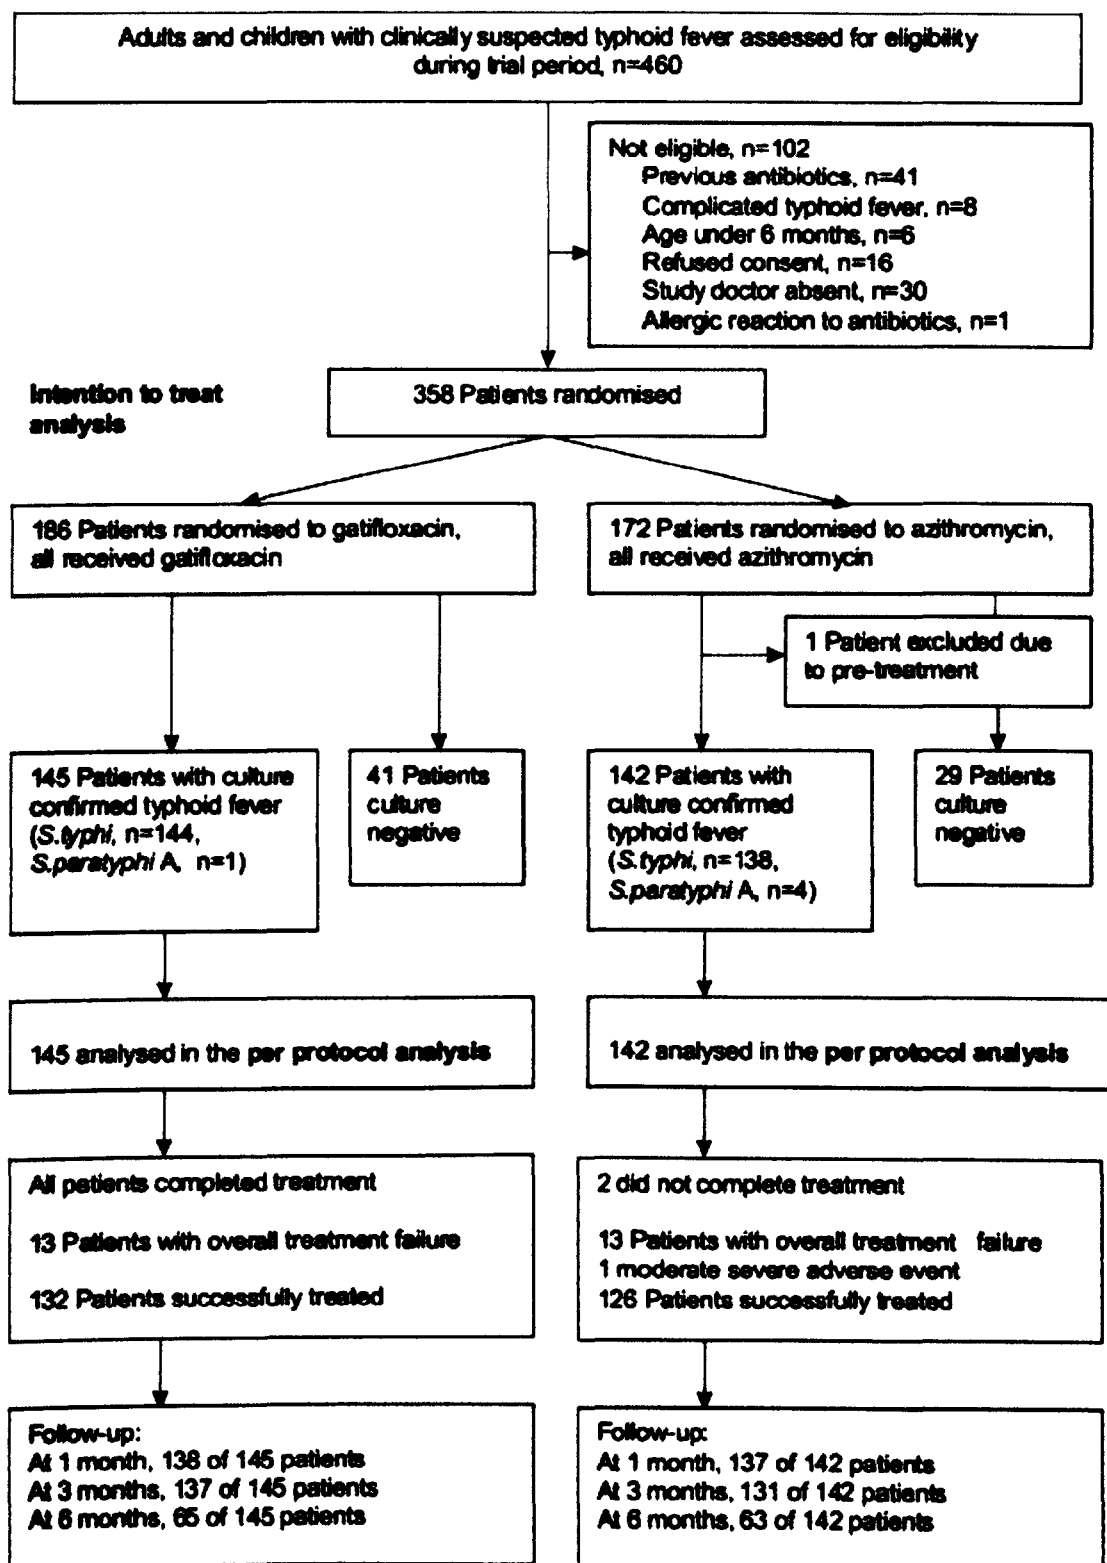 Adults and children with clinically suspected typhoid fever assessed for eligibility
during trial period, n=460
Not eligible, n=102
Previous antibiotics, n=41
Complicated typhoid fever, n=8
Age under 6 months, n=6
Refused consent, n=16
Study doctor absent, n=30
Allergic reaction to antibiotics, n=1
Intention to treat
analysis
358 Patients randomised
186 Patients randomised to gatifloxacin,
all received gatifloxacin
172 Patients randomised to azithromycin,
all received azithromycin
1 Patient excluded due
to pre-treatment
145 Patients with culture
confirmed typhoid fever
(S.typhi, n=144,
S.paratyphi A, n=1)
41 Patients
culture
negative
142 Patients with
culture confirmed
typhoid fever
(S.typhi, n=138,
S.paratyphi A, n=4)
29 Patients
culture
negative
145 analysed in the per protocol analysis
142 analysed in the per protocol analysis
All patients completed treatment
13 Patients with overall treatment failure
132 Patients successfully treated
2 did not complete treatment
13 Patients with overall treatment failure
1 moderate severe adverse event
126 Patients successfully treated
Follow-up:
At 1 month, 138 of 145 patients
At 3 months, 137 of 145 patients
At 6 months, 65 of 145 patients
Follow-up:
At 1 month, 137 of 142 patients
At 3 months, 131 of 142 patients
At 6 months, 63 of 142 patients